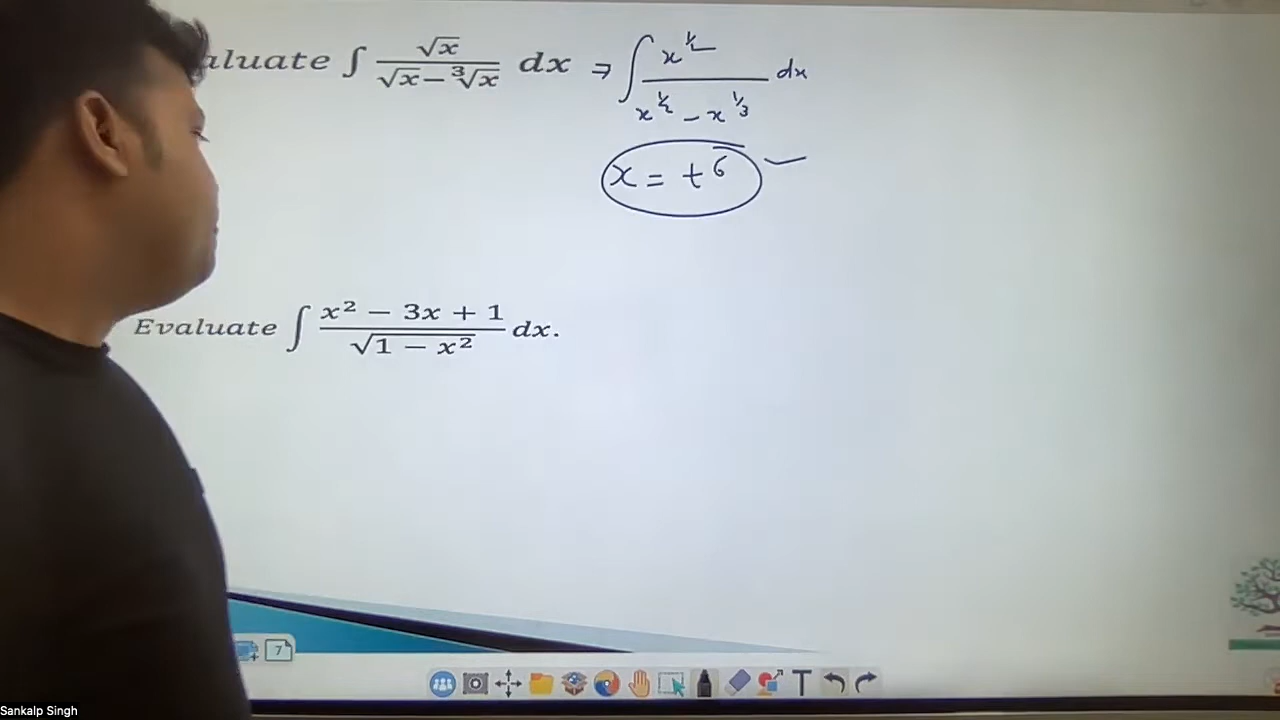 aluate ∫ √x / (√x − ∛x) dx ⇒ ∫ x^{1/2} / (x^{1/2} − x^{1/3}) dx
x = t^6
Evaluate ∫ (x² − 3x + 1) / √(1 − x²) dx.
7
T
Sankalp Singh